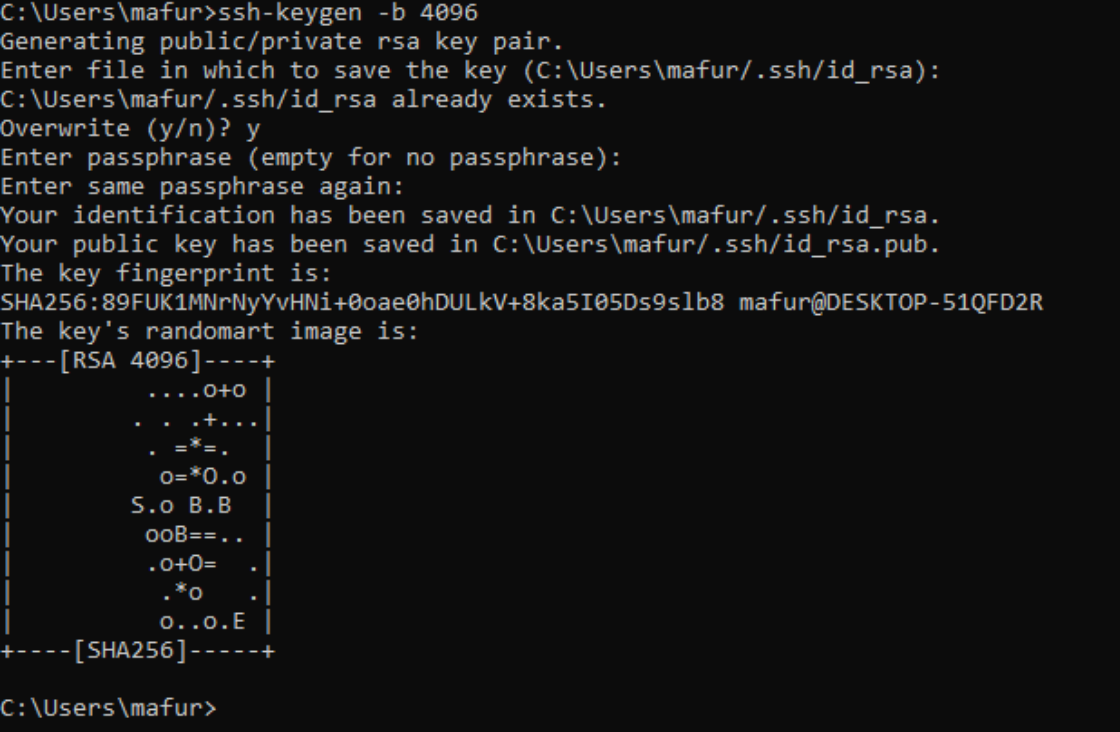 C:\Users\mafur>ssh-keygen -b 4096
Generating public/private rsa key pair.
Enter file in which to save the key (C:\Users\mafur/.ssh/id_rsa):
C:\Users\mafur/.ssh/id_rsa already exists.
Overwrite (y/n)? y
Enter passphrase (empty for no passphrase):
Enter same passphrase again:
Your identification has been saved in C:\Users\mafur/.ssh/id_rsa.
Your public key has been saved in C:\Users\mafur/.ssh/id_rsa.pub.
The key fingerprint is:
SHA256:89FUK1MNrNyYvHNi+0oae0hDULkV+8ka5I05Ds9slb8 mafur@DESKTOP-51QFD2R
The key's randomart image is:
+---[RSA 4096]----+
|         ....o+o |
|        . . .+...|
|         . =*=.  |
|          o=*O.o |
|        S.o B.B  |
|         ooB==.. |
|         .o+O=  .|
|          .*o   .|
|          o..o.E |
+----[SHA256]-----+
C:\Users\mafur>